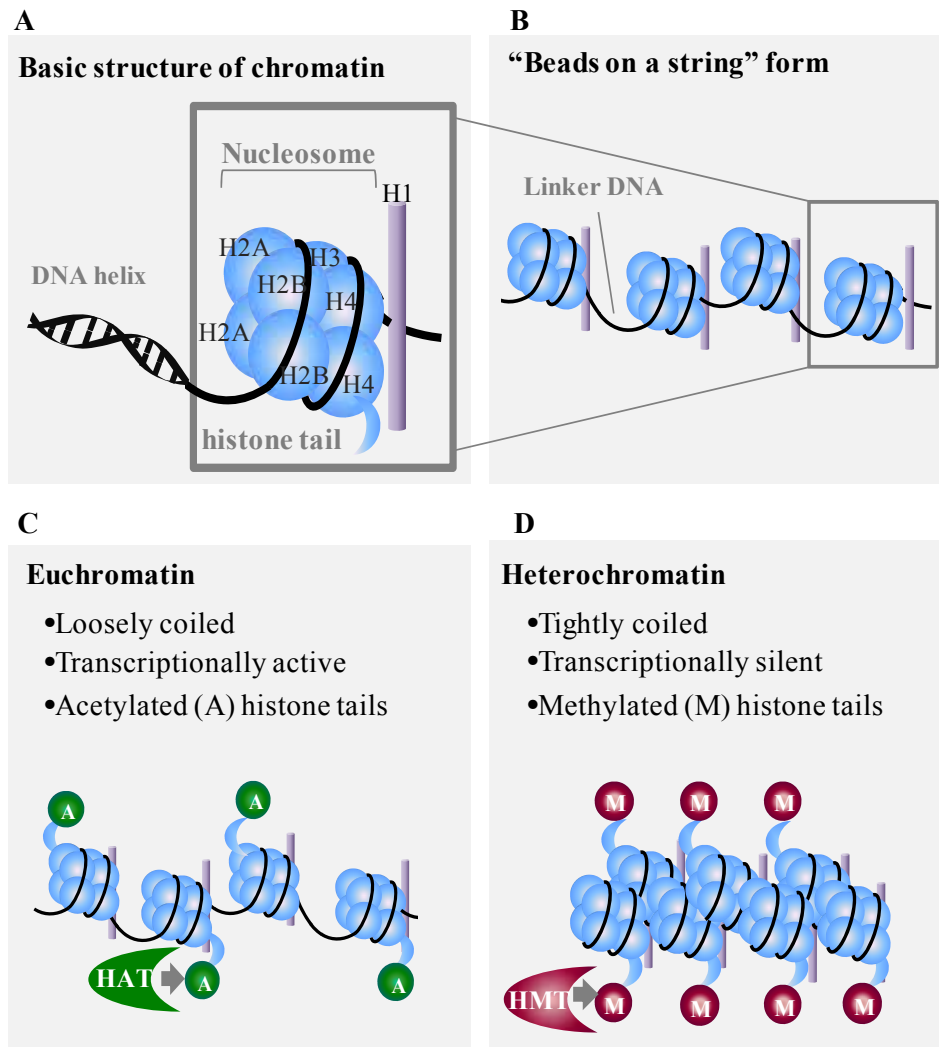 A
Basic structure of chromatin
Nucleosome
H1
H2A
H3
DNA helix
H2B
H4
H2A
H2B
H4
histone tail
B
“Beads on a string” form
Linker DNA
C
Euchromatin
•Loosely coiled
•Transcriptionally active
•Acetylated (A) histone tails
A
A
HAT
A
A
D
Heterochromatin
•Tightly coiled
•Transcriptionally silent
•Methylated (M) histone tails
M
M
M
HMT
M
M
M
M